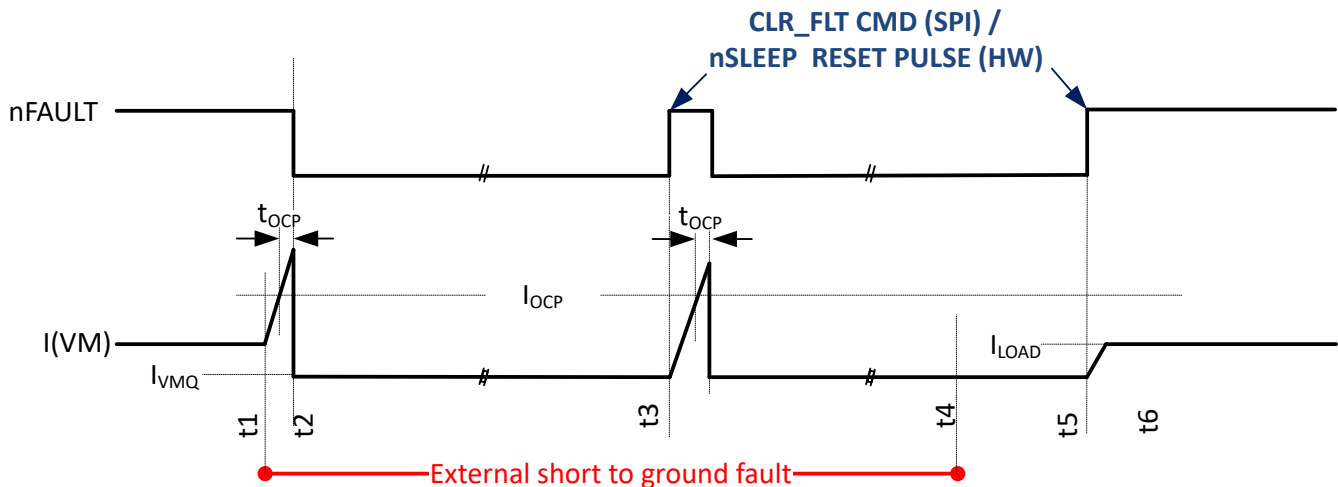 CLR_FLT CMD (SPI) /
nSLEEP RESET PULSE (HW)
nFAULT
tOCP
tOCP
IOCP
I(VM)
ILOAD
IVMQ
t1
t2
t3
t4
t5
t6
External short to ground fault